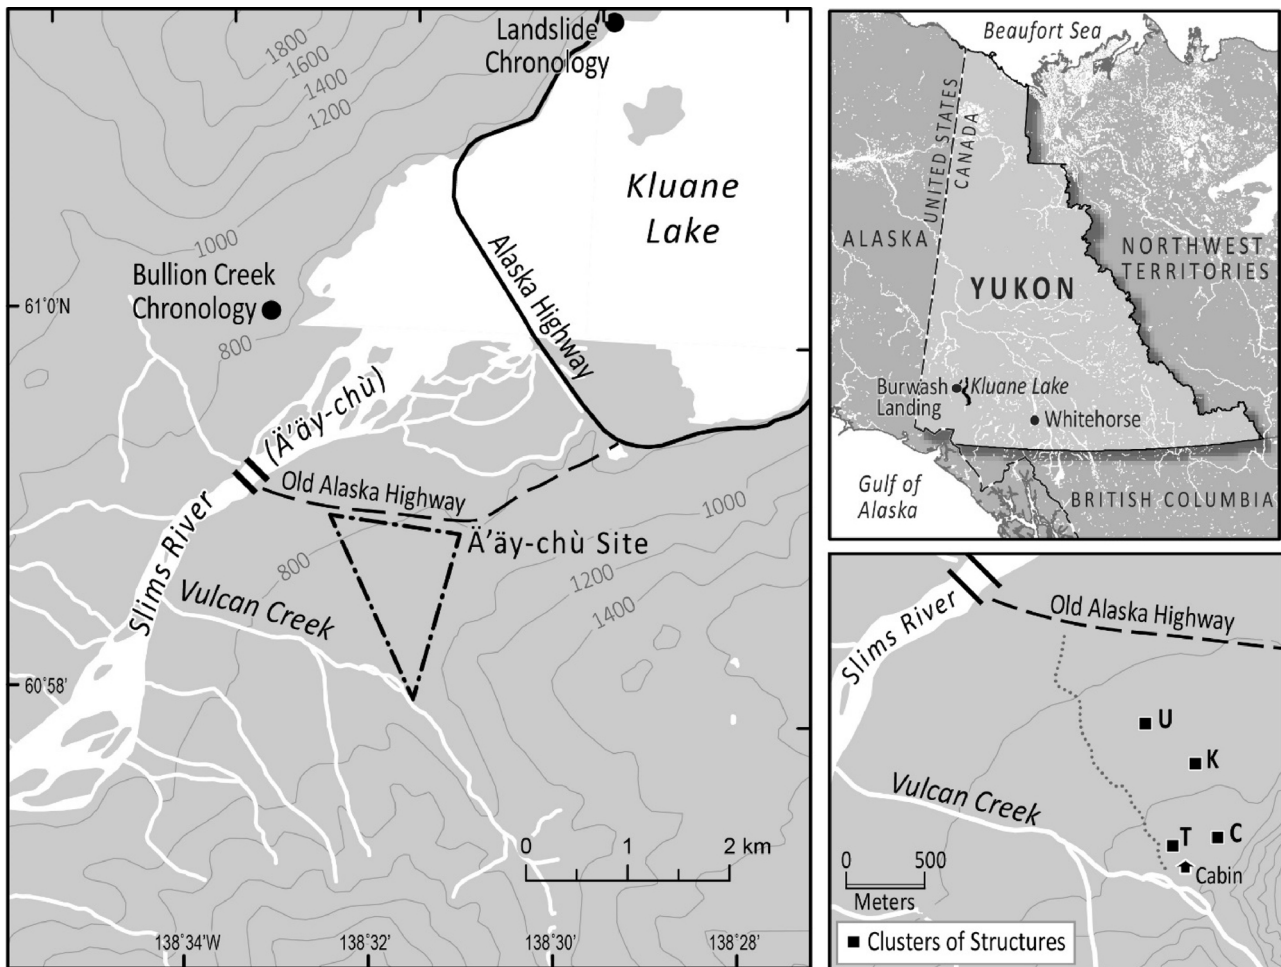 1800
1600
1400
1200
Landslide
Chronology
Kluane
Lake
1000
Bullion Creek
Chronology
61°0'N
800
Alaska Highway
(Ä'äy-chù)
Slims River
Old Alaska Highway
1000
Ä'äy-chù Site
800
1200
1400
Vulcan Creek
60°58'
0 1 2 km
138°34'W
138°32'
138°30'
138°28'
Beaufort Sea
UNITED STATES
CANADA
ALASKA
NORTHWEST
TERRITORIES
YUKON
Burwash
Landing
Kluane Lake
Whitehorse
Gulf of
Alaska
BRITISH COLUMBIA
Slims River
Old Alaska Highway
U
K
Vulcan Creek
T
C
Cabin
0 500
Meters
Clusters of Structures